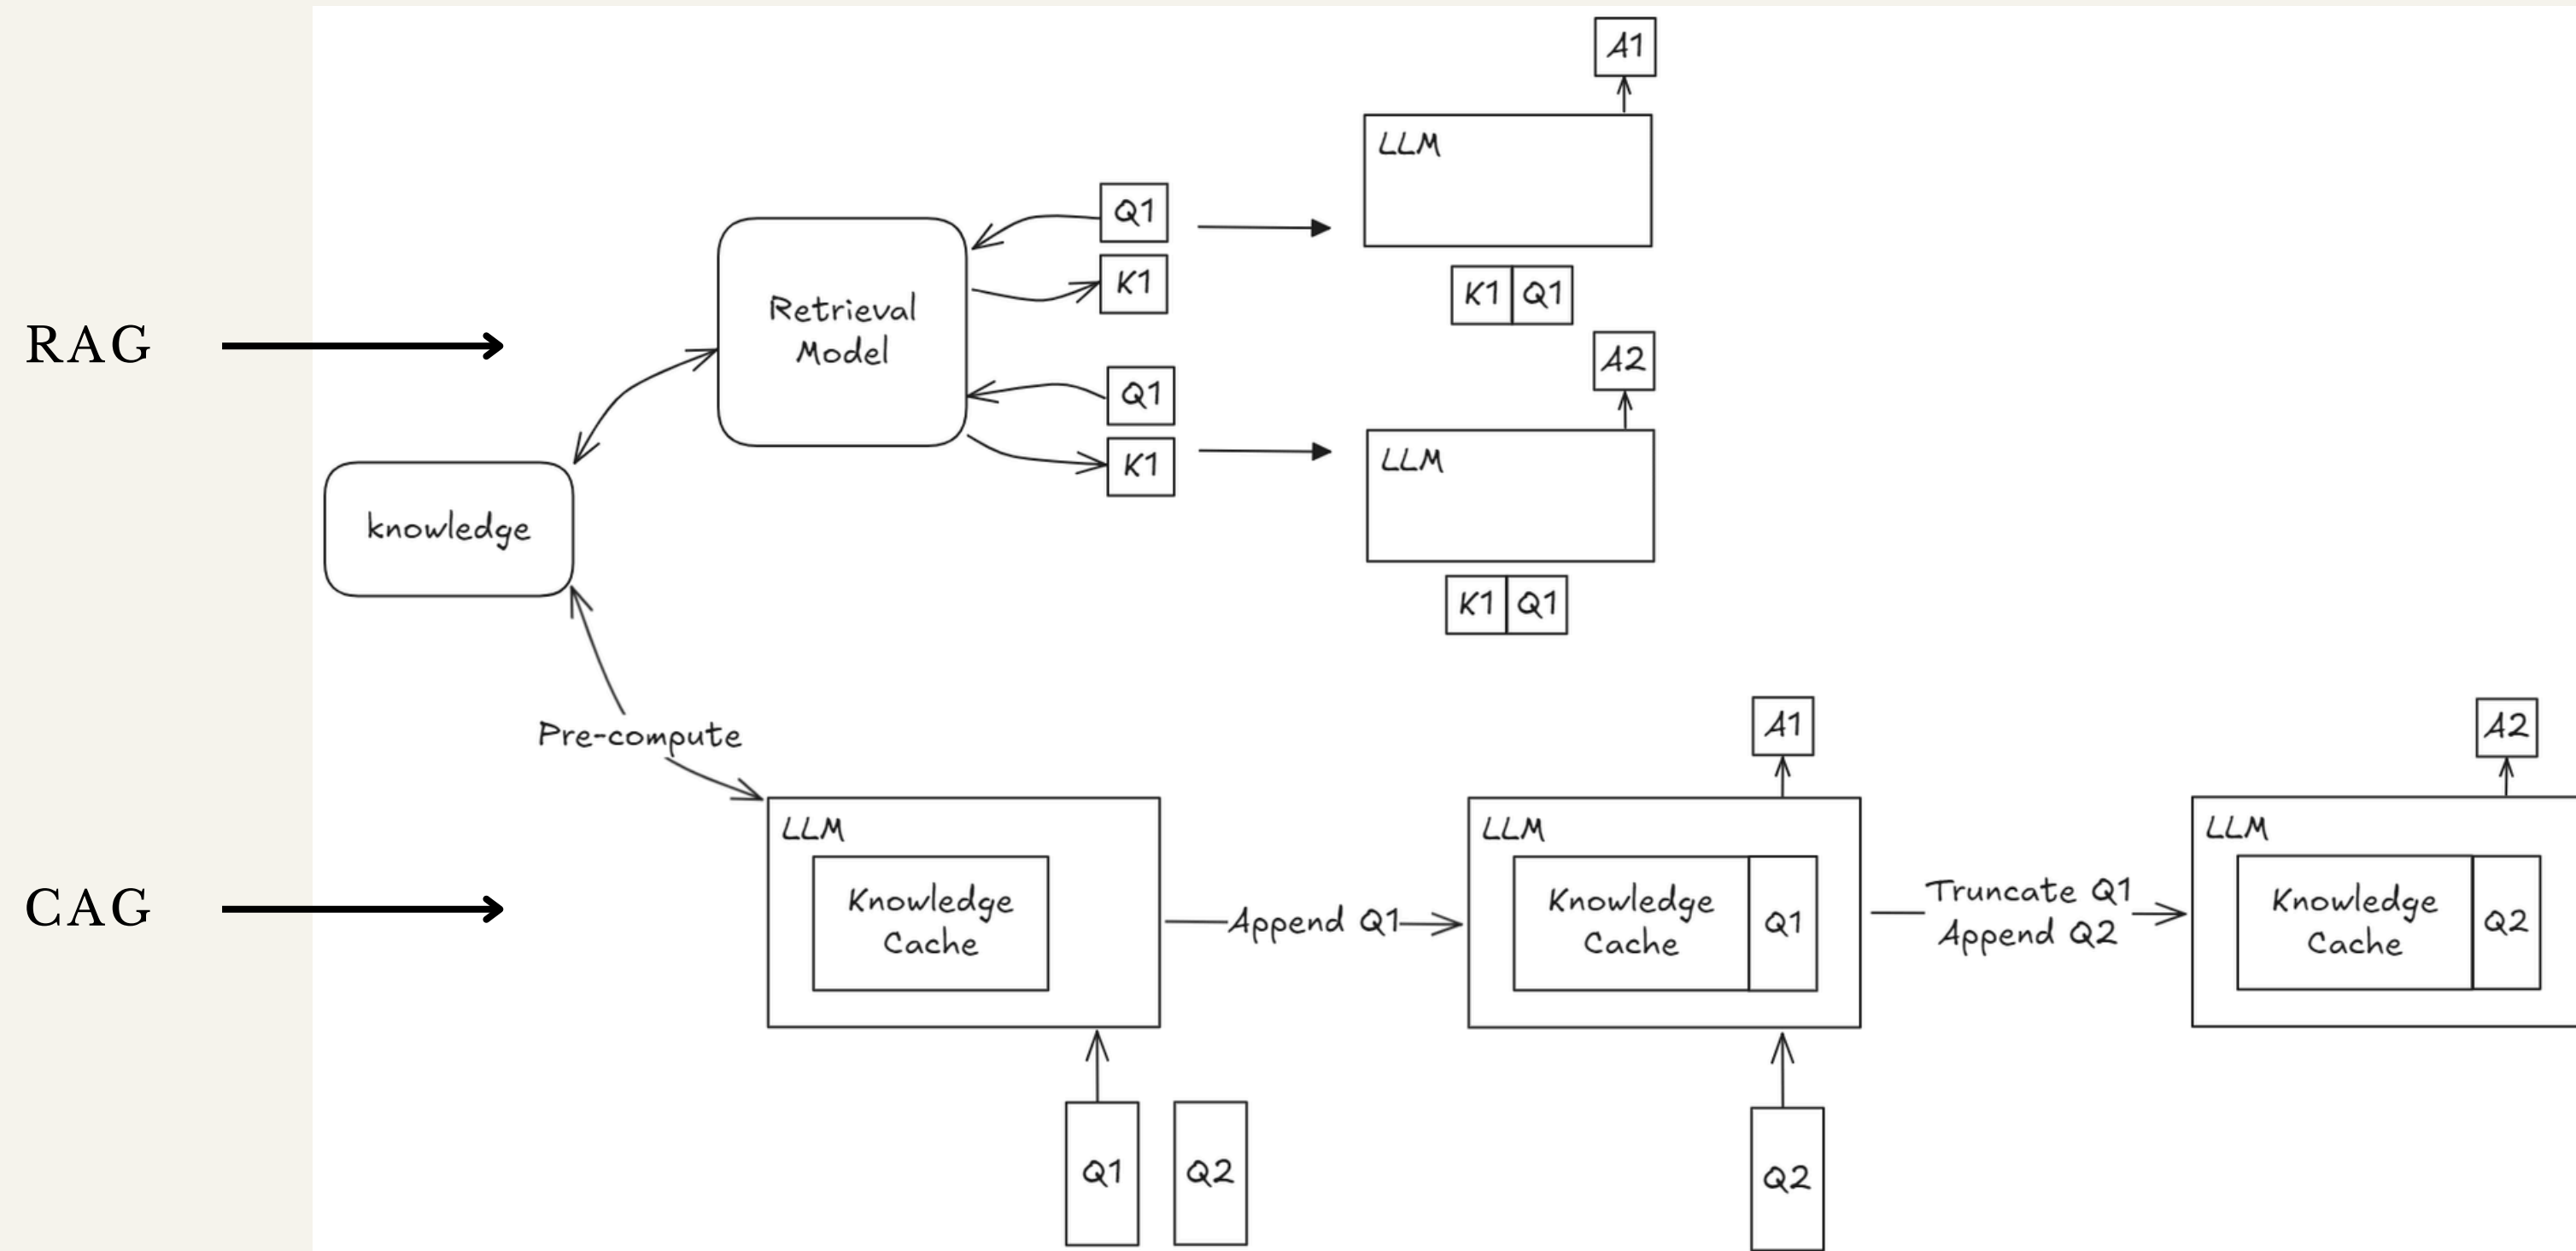 A1
LLM
Q1
K1
K1 Q1
RAG
Retrieval
Model
A2
Q1
K1
LLM
K1 Q1
knowledge
Pre-compute
A1
A2
CAG
LLM
Knowledge
Cache
Append Q1
LLM
Knowledge
Cache
Q1
Truncate Q1
Append Q2
LLM
Knowledge
Cache
Q2
Q1
Q2
Q2